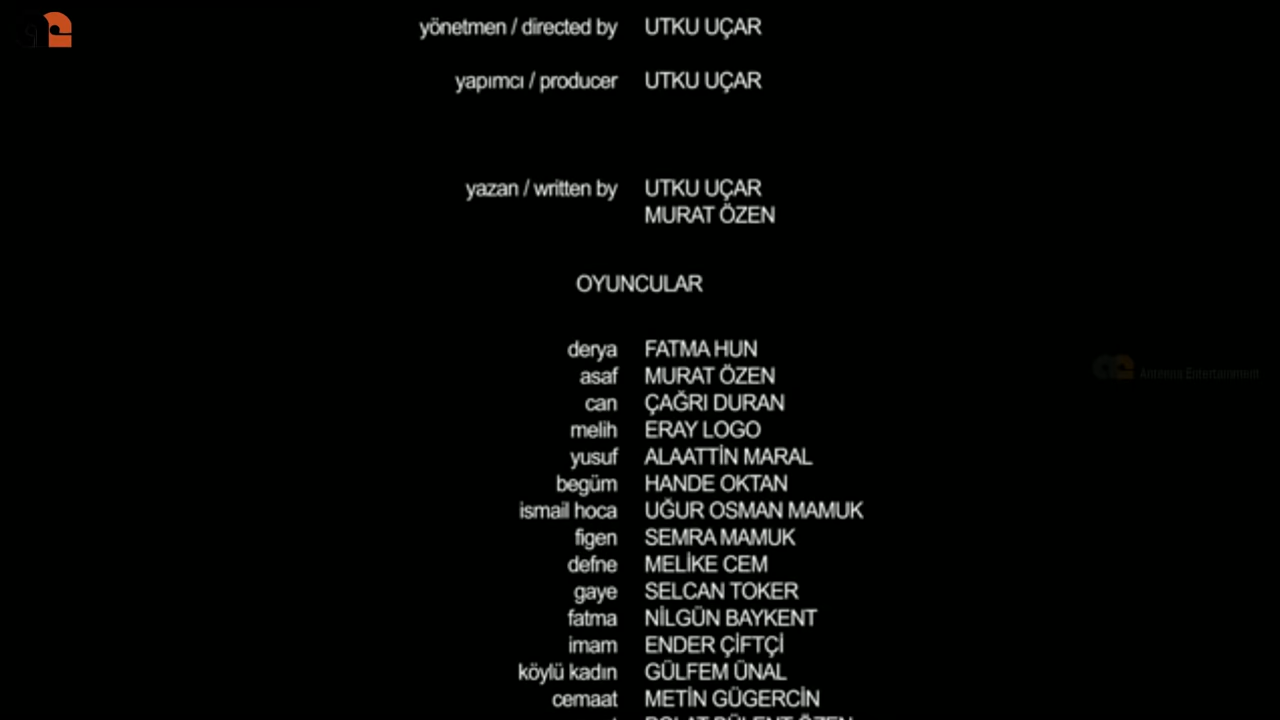 yönetmen / directed by UTKU UÇAR
yapımcı / producer UTKU UÇAR
yazan / written by UTKU UÇAR
MURAT ÖZEN
OYUNCULAR
derya FATMA HUN
asaf MURAT ÖZEN
can ÇAĞRI DURAN
melih ERAY LOGO
yusuf ALAATTİN MARAL
begüm HANDE OKTAN
ismail hoca UĞUR OSMAN MAMUK
figen SEMRA MAMUK
defne MELİKE CEM
gaye SELCAN TOKER
fatma NİLGÜN BAYKENT
imam ENDER ÇİFTÇİ
köylü kadın GÜLFEM ÜNAL
cemaat METİN GÜGERCİN